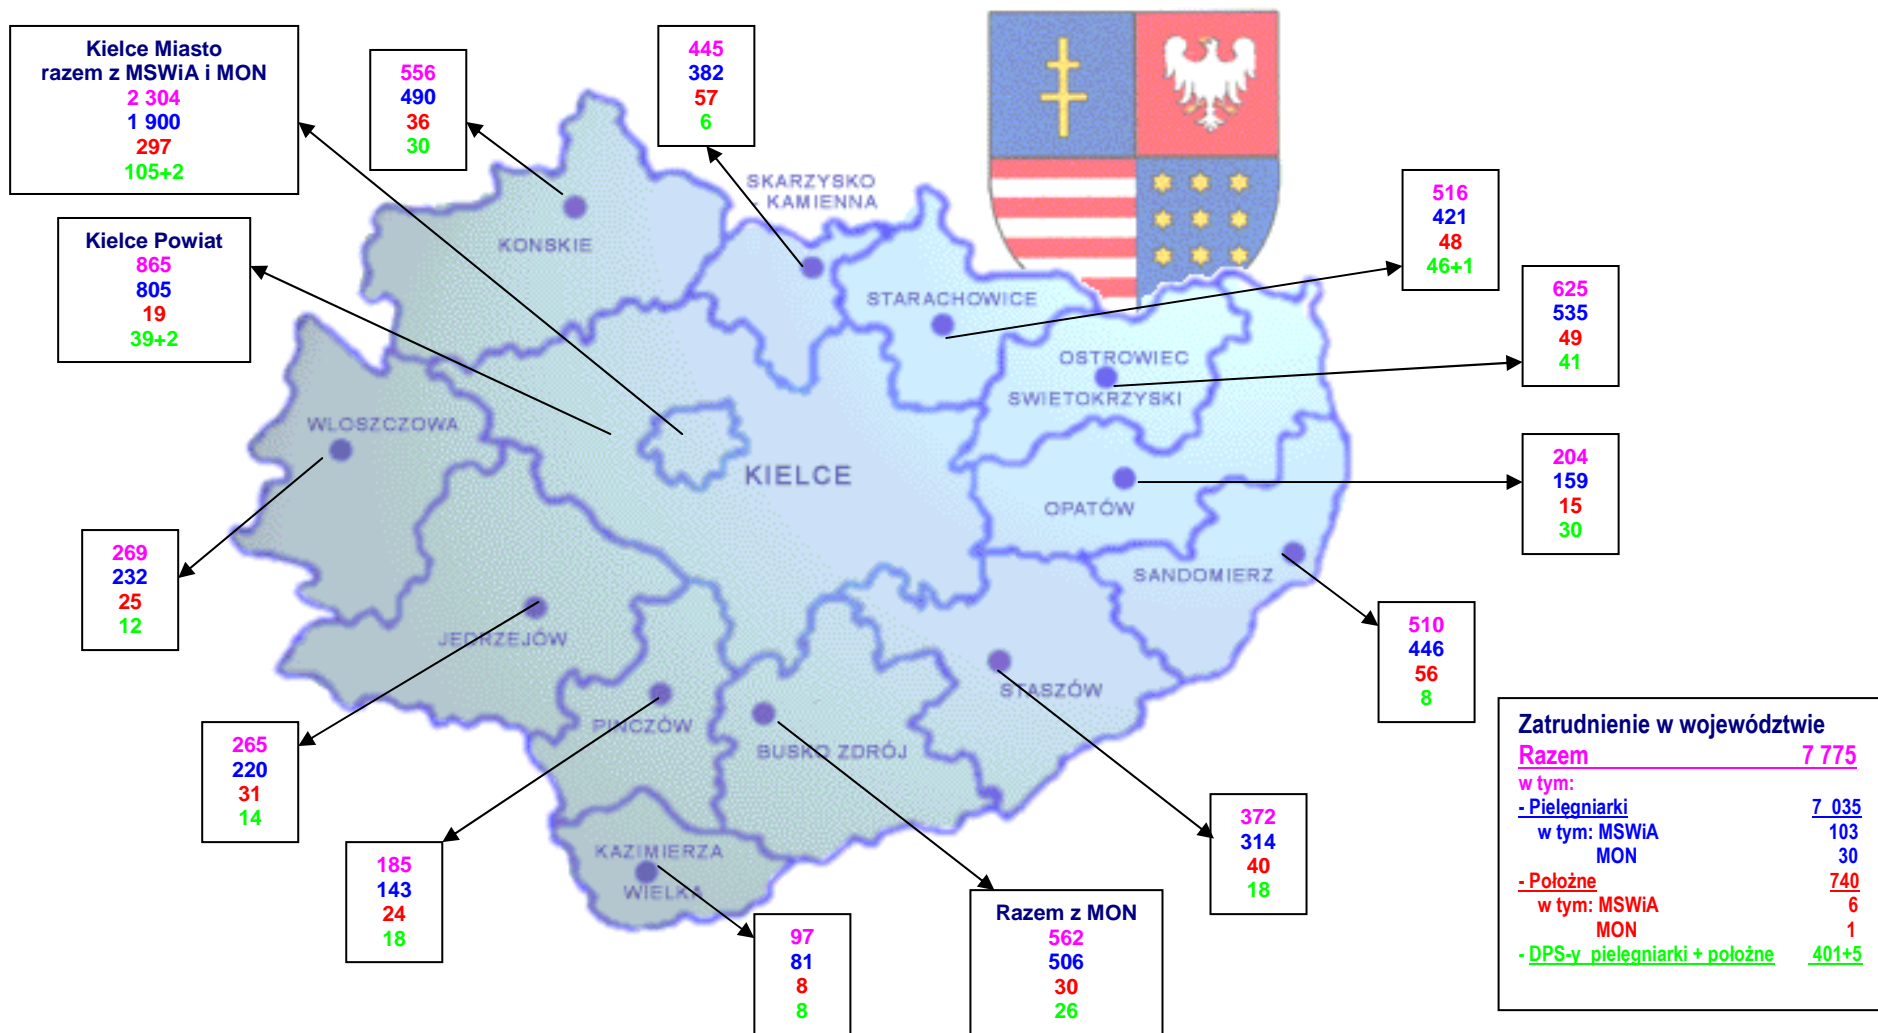 Kielce Miasto
razem z MSWiA i MON
2 304
1 900
297
105+2
556
490
36
30
445
382
57
6
Kielce Powiat
865
805
19
39+2
516
421
48
46+1
625
535
49
41
204
159
15
30
510
446
56
8
269
232
25
12
265
220
31
14
185
143
24
18
97
81
8
8
Razem z MON
562
506
30
26
372
314
40
18
SKARZYSKO
- KAMIENNA
KONSKIE
STARACHOWICE
OSTROWIEC
SWIETOKRZYSKI
WLOSZCZOWA
KIELCE
OPATÓW
SANDOMIERZ
JEDRZEJÓW
STASZÓW
PINCZÓW
BUSKO ZDRÓJ
KAZIMIERZA
WIELKA
Zatrudnienie w województwie
Razem 7 775
w tym:
- Pielęgniarki 7 035
w tym: MSWiA 103
MON 30
- Położne 740
w tym: MSWiA 6
MON 1
- DPS-y pielęgniarki + położne 401+5